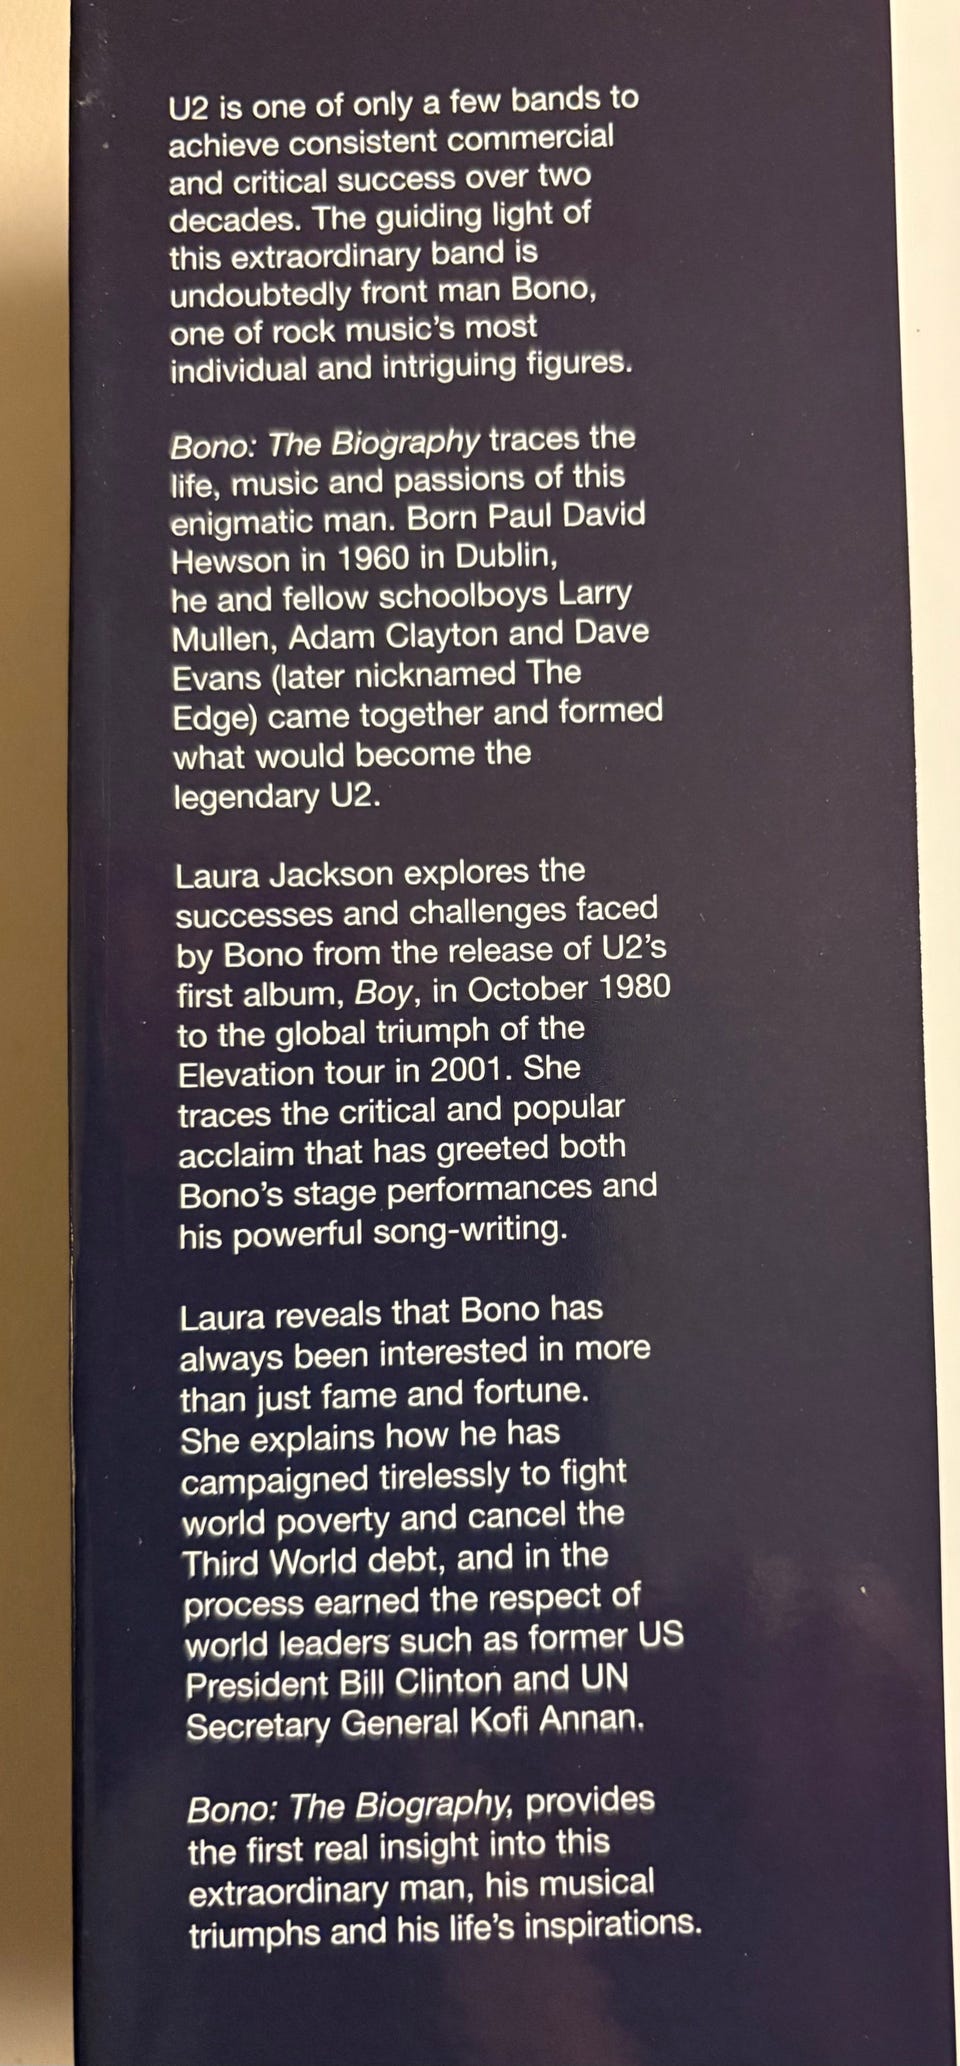 U2 is one of only a few bands to
achieve consistent commercial
and critical success over two
decades. The guiding light of
this extraordinary band is
undoubtedly front man Bono,
one of rock music's most
individual and intriguing figures.
Bono: The Biography traces the
life, music and passions of this
enigmatic man. Born Paul David
Hewson in 1960 in Dublin,
he and fellow schoolboys Larry
Mullen, Adam Clayton and Dave
Evans (later nicknamed The
Edge) came together and formed
what would become the
legendary U2.
Laura Jackson explores the
successes and challenges faced
by Bono from the release of U2's
first album, Boy, in October 1980
to the global triumph of the
Elevation tour in 2001. She
traces the critical and popular
acclaim that has greeted both
Bono's stage performances and
his powerful song-writing.
Laura reveals that Bono has
always been interested in more
than just fame and fortune.
She explains how he has
campaigned tirelessly to fight
world poverty and cancel the
Third World debt, and in the
process earned the respect of
world leaders such as former US
President Bill Clinton and UN
Secretary General Kofi Annan.
Bono: The Biography, provides
the first real insight into this
extraordinary man, his musical
triumphs and his life's inspirations.